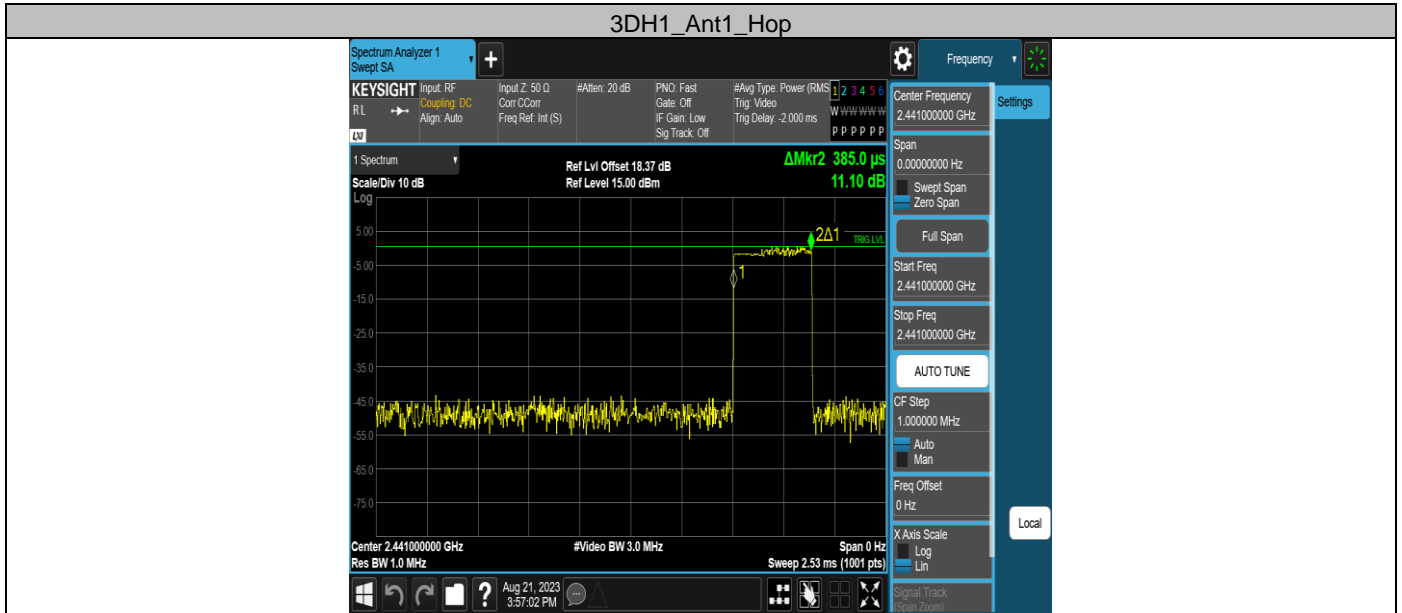 3DH1_Ant1_Hop
Spectrum Analyzer 1
Swept SA
+
Frequency
KEYSIGHT
RL
LXI
Input: RF
Coupling: DC
Align: Auto
Input Z: 50 Ω
Corr CCorr
Freq Ref: Int (S)
#Atten: 20 dB
PNO: Fast
Gate: Off
IF Gain: Low
Sig Track: Off
#Avg Type: Power (RMS
Trig: Video
Trig Delay: -2.000 ms
1 2 3 4 5 6
W W W W W W
P P P P P P
1 Spectrum
Scale/Div 10 dB
Ref Lvl Offset 18.37 dB
Ref Level 15.00 dBm
ΔMkr2 385.0 µs
11.10 dB
Log
5.00
-5.00
-15.0
-25.0
-35.0
-45.0
-55.0
-65.0
-75.0
2Δ1
TRIG LVL
1
Center 2.441000000 GHz
Res BW 1.0 MHz
#Video BW 3.0 MHz
Span 0 Hz
Sweep 2.53 ms (1001 pts)
?
Aug 21, 2023
3:57:02 PM
Center Frequency
2.441000000 GHz
Settings
Span
0.00000000 Hz
Swept Span
Zero Span
Full Span
Start Freq
2.441000000 GHz
Stop Freq
2.441000000 GHz
AUTO TUNE
CF Step
1.000000 MHz
Auto
Man
Freq Offset
0 Hz
X Axis Scale
Log
Lin
Local
Signal Track
(Span Zoom)